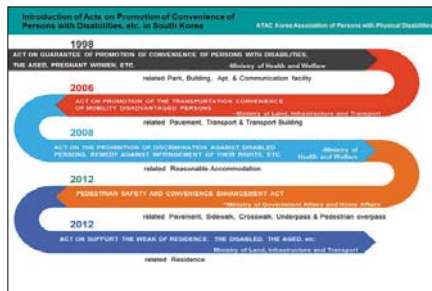 Introduction of Acts on Promotion of Convenience of
Persons with Disabilities, etc. in South Korea
ATAC Korea Association of Persons with Physical Disabilities
1998
ACT ON GUARANTEE OF PROMOTION OF CONVENIENCE OF PERSONS WITH DISABILITIES,
THE AGED, PREGNANT WOMEN, ETC.
-Ministry of Health and Welfare
related Park, Building, Apt. & Communication facility
2006
ACT ON PROMOTION OF THE TRANSPORTATION CONVENIENCE
OF MOBILITY DISADVANTAGED PERSONS
- Ministry of Land, Infrastructure and Transport
related Pavement, Transport & Transport Building
2008
ACT ON THE PROHIBITION OF DISCRIMINATION AGAINST DISABLED
PERSONS, REMEDY AGAINST INFRINGEMENT OF THEIR RIGHTS, ETC
-Ministry of
Health and Welfare
related Reasonable Accommodation
2012
PEDESTRIAN SAFETY AND CONVENIENCE ENHANCEMENT ACT
*Ministry of Government Affairs and Home Affairs
related Pavement, Sidewalk, Crosswalk, Underpass & Pedestrian overpass
2012
ACT ON SUPPORT THE WEAK OF RESIDENCE, THE DISABLED, THE AGED, etc.
Ministry of Land, Infrastructure and Transport
related Residence